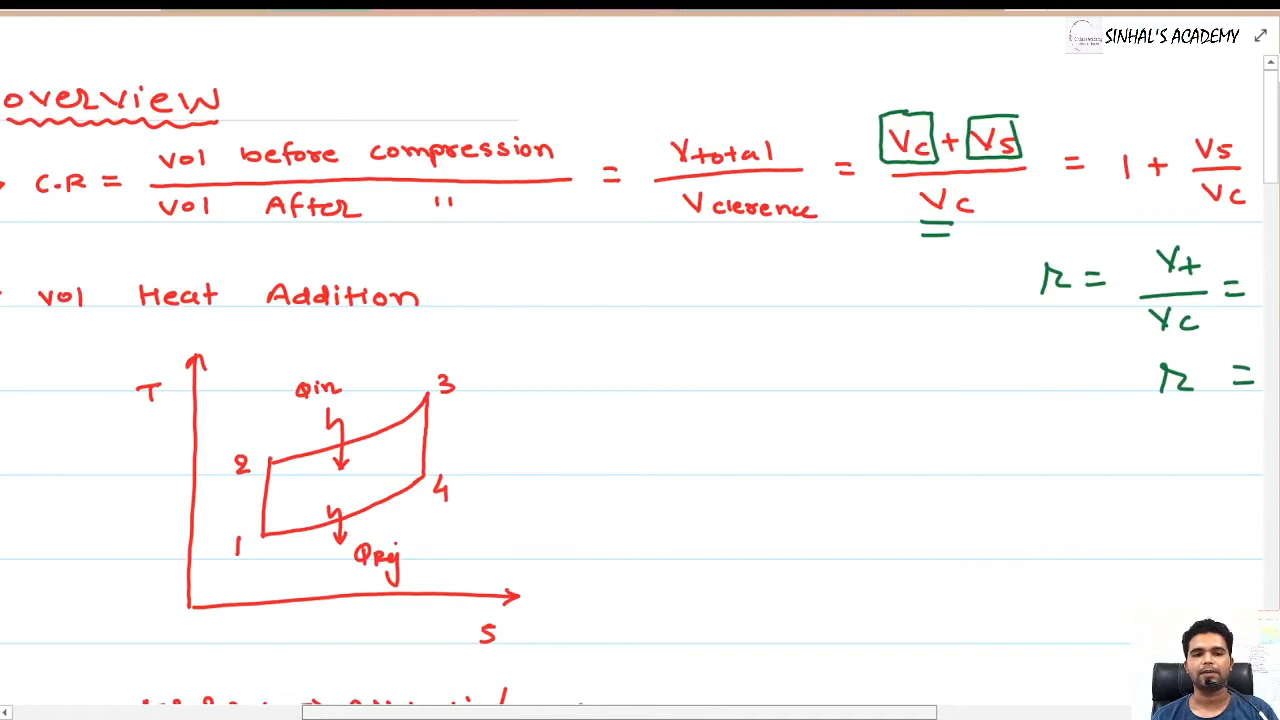 SINHAL'S ACADEMY
overview
C.R = vol before compression / vol After " = Vtotal / Vclerence = Vc + Vs / Vc = 1 + Vs / Vc
r = Vt / Vc =
vol Heat Addition
r =
T
Qin
3
2
4
1
QRej
S